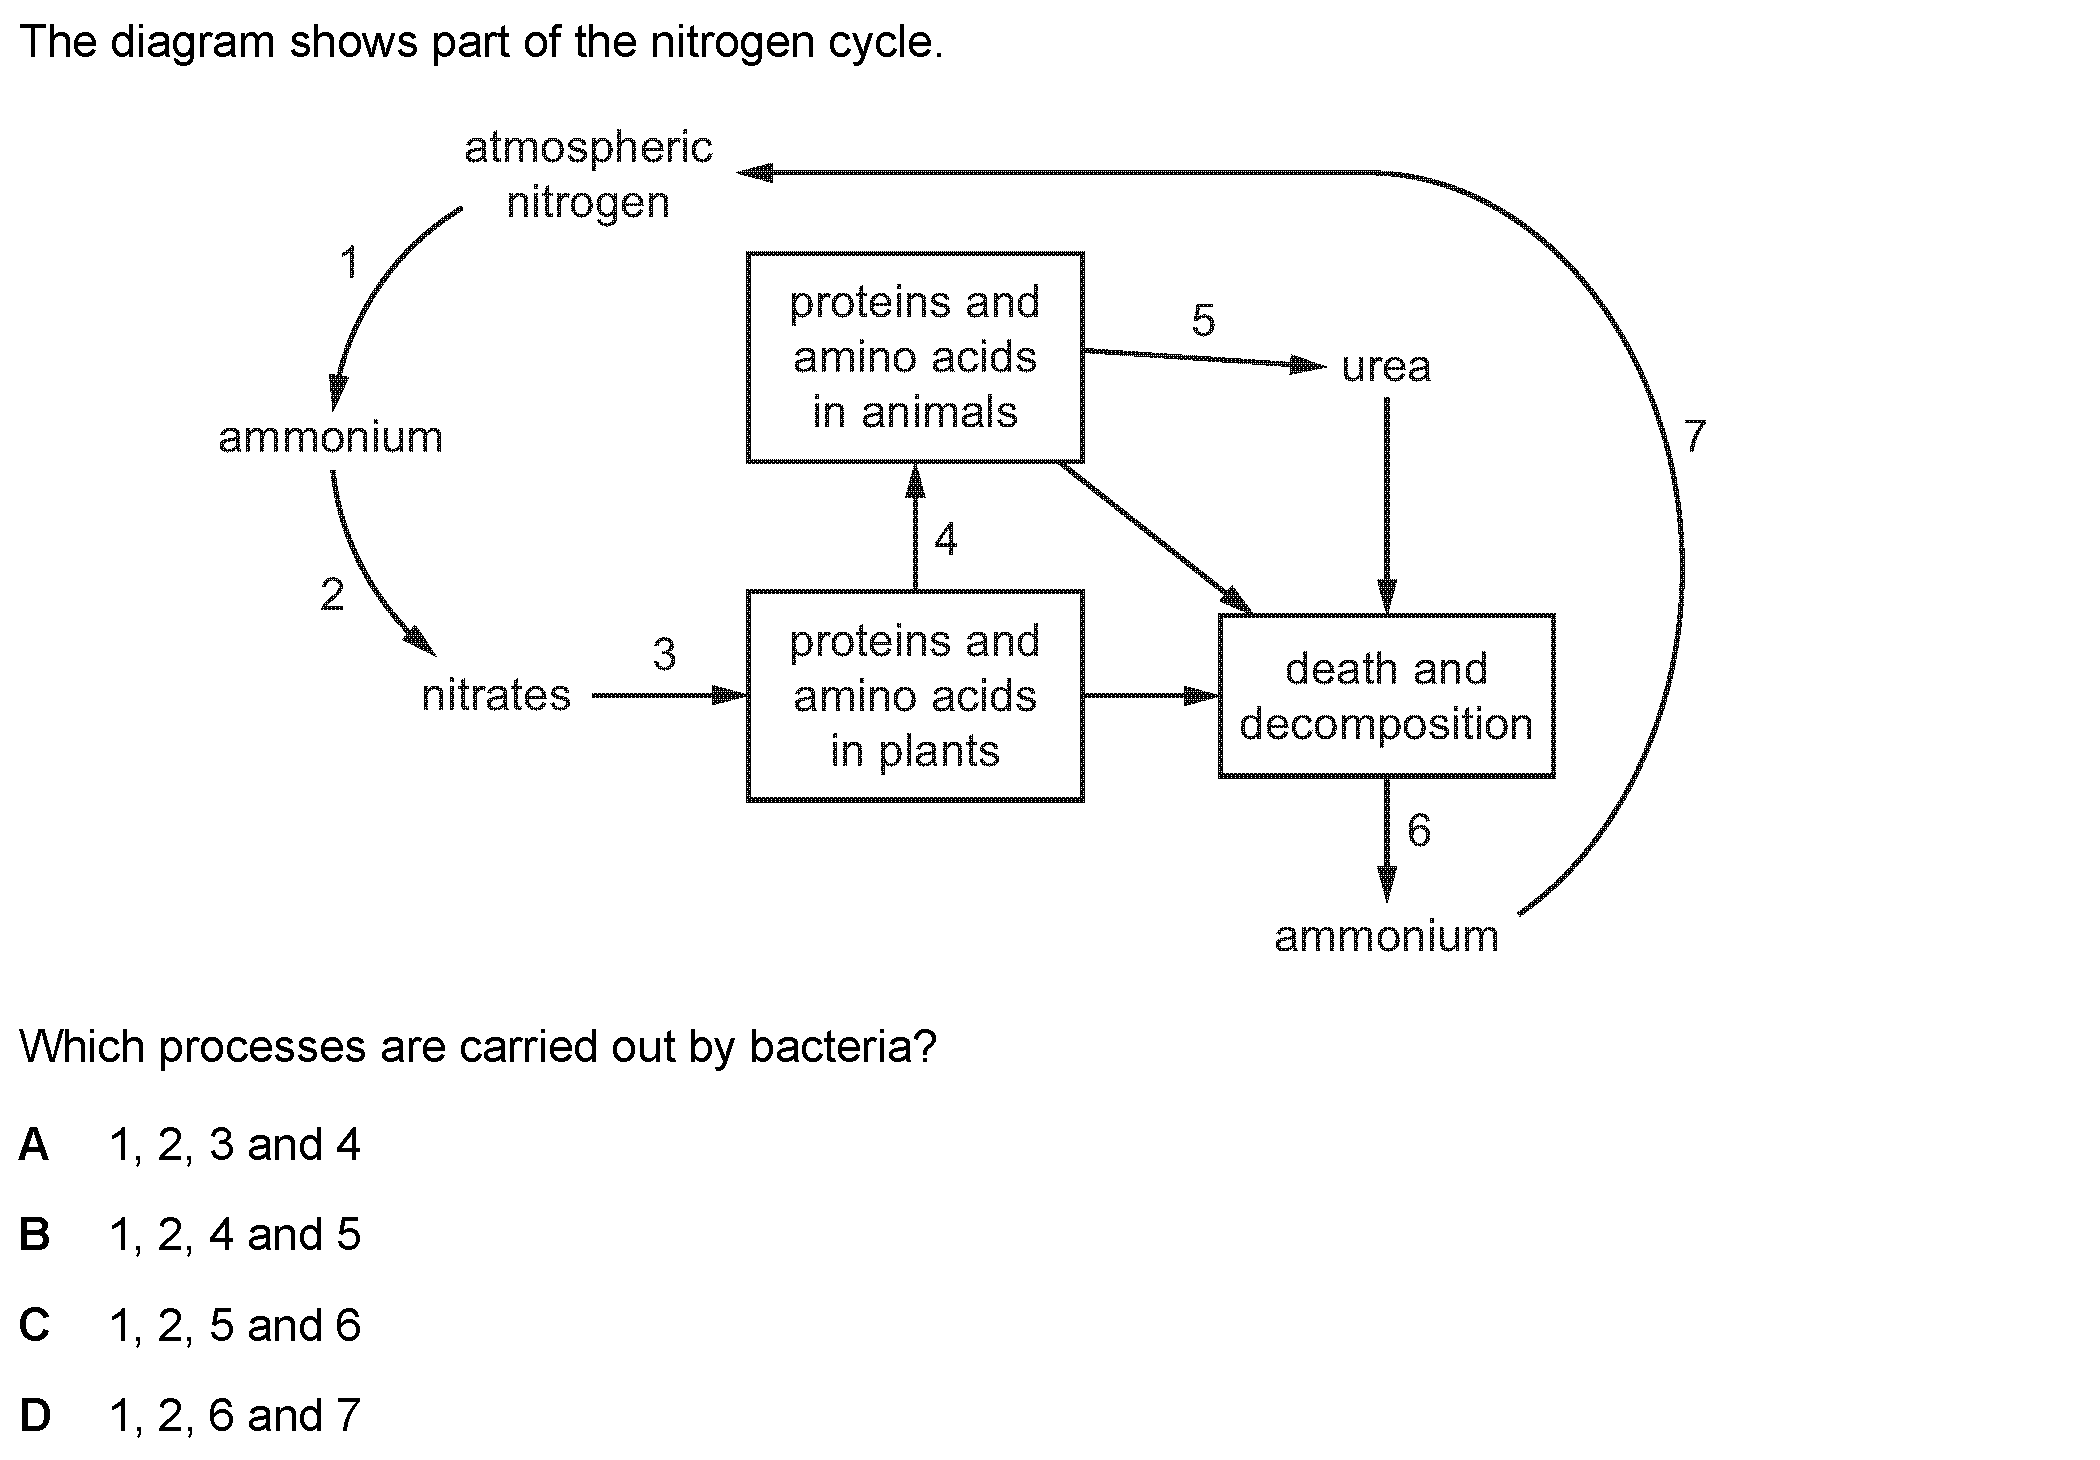 The diagram shows part of the nitrogen cycle.
atmospheric
nitrogen
1
proteins and
amino acids
in animals
5
urea
7
ammonium
4
2
nitrates
3
proteins and
amino acids
in plants
death and
decomposition
6
ammonium
Which processes are carried out by bacteria?
A 1, 2, 3 and 4
B 1, 2, 4 and 5
C 1, 2, 5 and 6
D 1, 2, 6 and 7